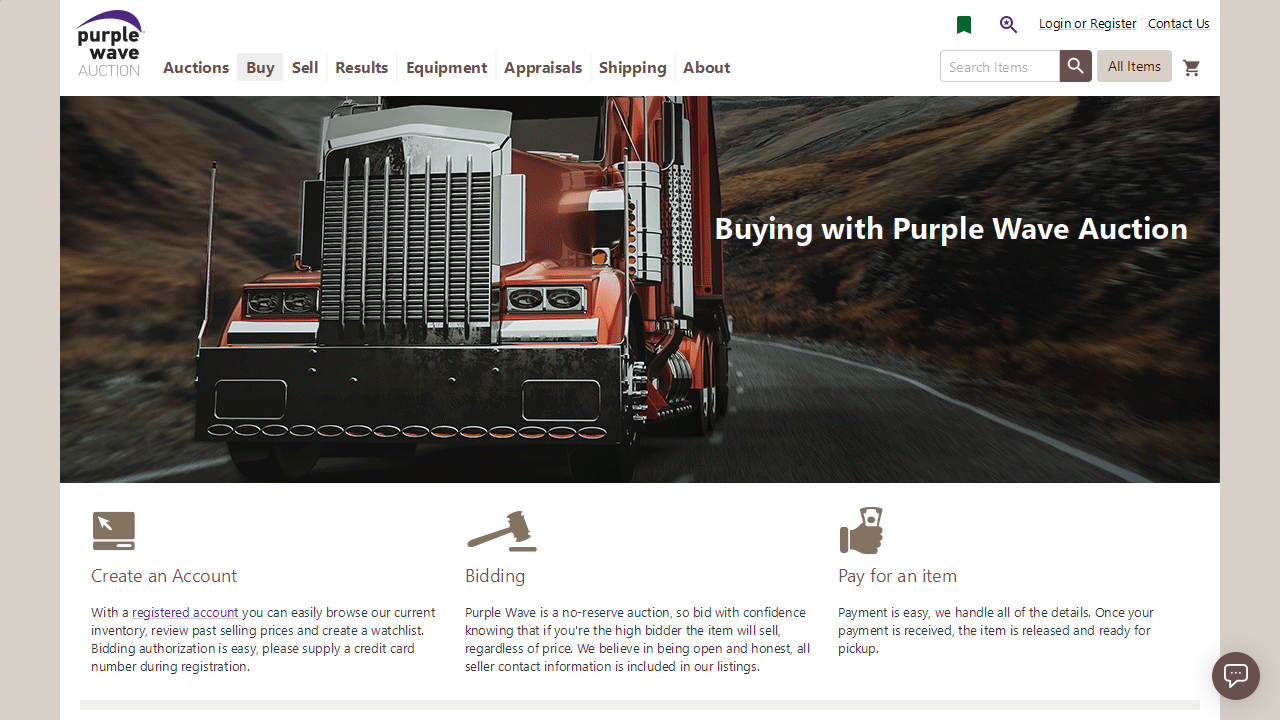 purple
wave
AUCTION
Login or Register
Contact Us
Auctions
Buy
Sell
Results
Equipment
Appraisals
Shipping
About
Search Items
All Items
Buying with Purple Wave Auction
Create an Account
With a registered account you can easily browse our current
inventory, review past selling prices and create a watchlist.
Bidding authorization is easy, please supply a credit card
number during registration.
Bidding
Purple Wave is a no-reserve auction, so bid with confidence
knowing that if you're the high bidder the item will sell,
regardless of price. We believe in being open and honest, all
seller contact information is included in our listings.
Pay for an item
Payment is easy, we handle all of the details. Once your
payment is received, the item is released and ready for
pickup.